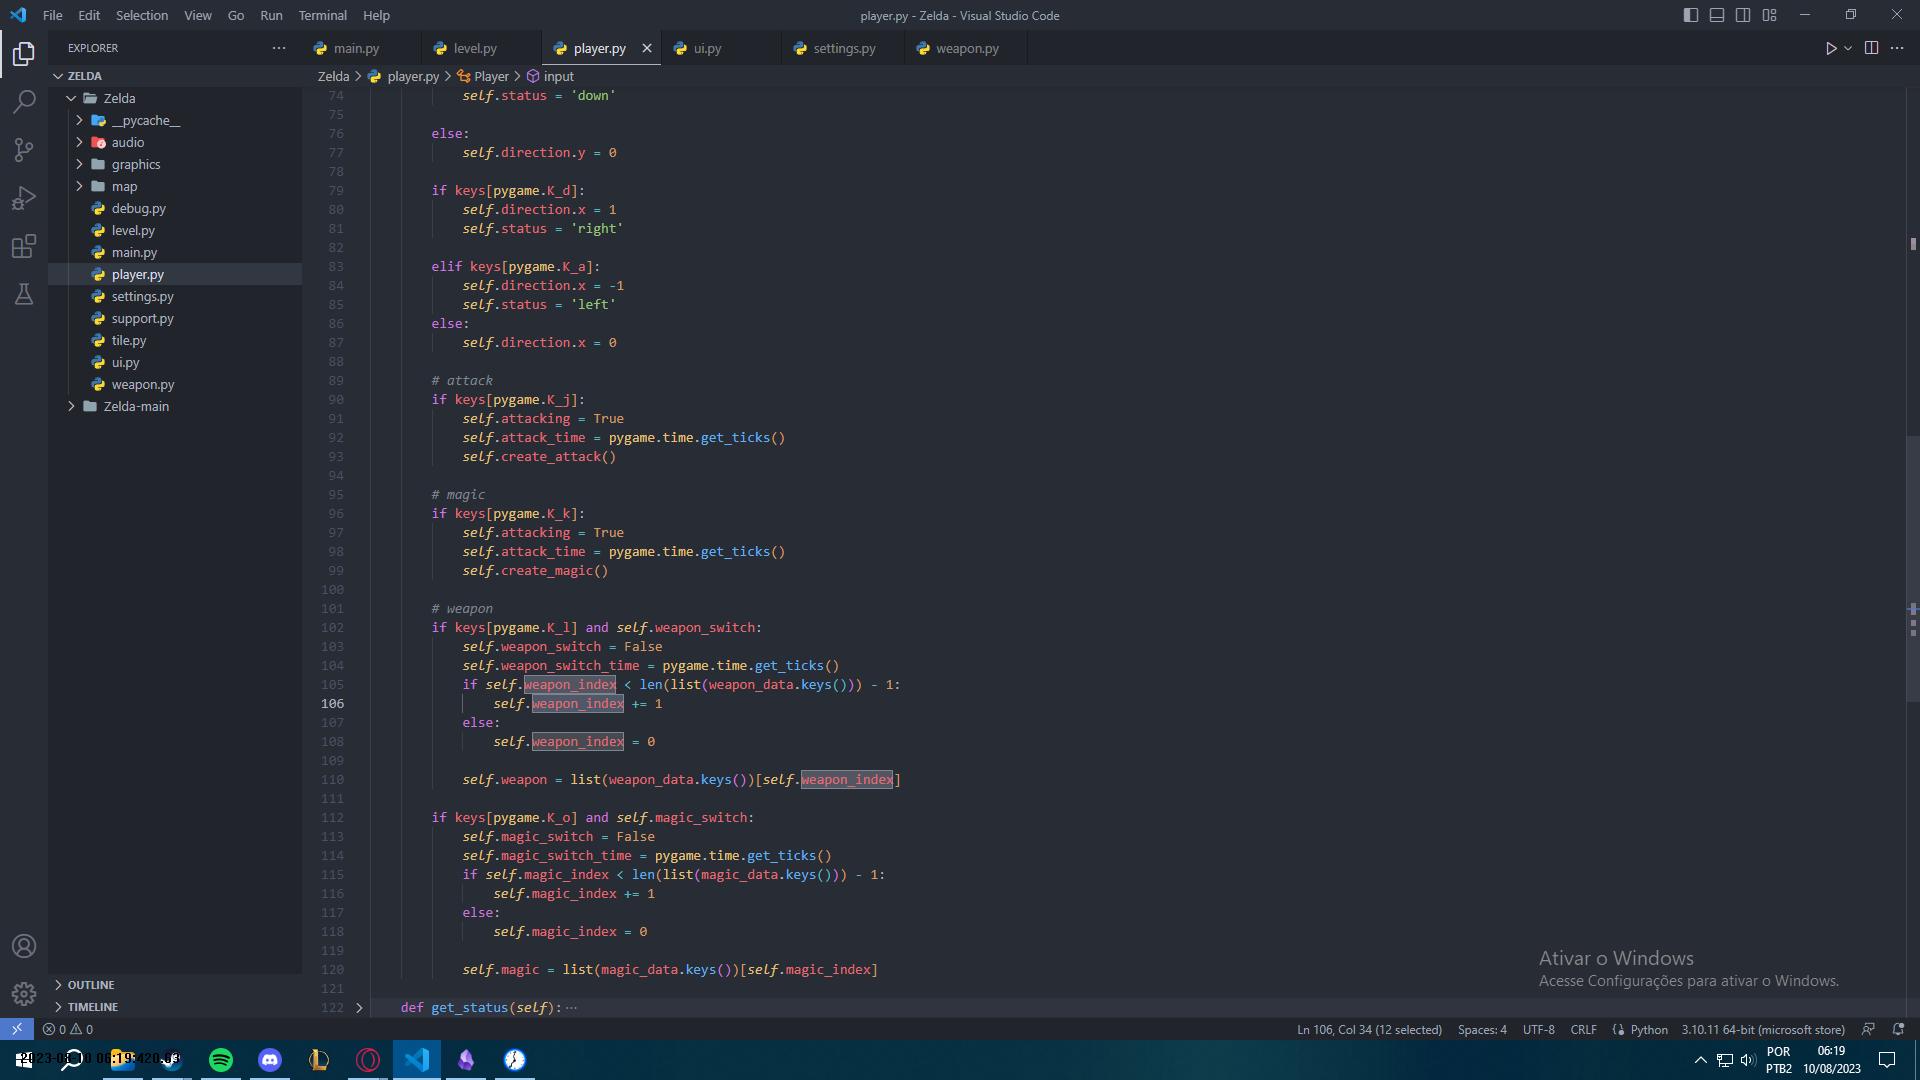 File Edit Selection View Go Run Terminal Help
player.py - Zelda - Visual Studio Code
EXPLORER
main.py level.py player.py ui.py settings.py weapon.py
ZELDA
Zelda
__pycache__
audio
graphics
map
debug.py
level.py
main.py
player.py
settings.py
support.py
tile.py
ui.py
weapon.py
Zelda-main
OUTLINE
TIMELINE
Zelda > player.py > Player > input
74 self.status = 'down'
75
76 else:
77 self.direction.y = 0
78
79 if keys[pygame.K_d]:
80 self.direction.x = 1
81 self.status = 'right'
82
83 elif keys[pygame.K_a]:
84 self.direction.x = -1
85 self.status = 'left'
86 else:
87 self.direction.x = 0
88
89 # attack
90 if keys[pygame.K_j]:
91 self.attacking = True
92 self.attack_time = pygame.time.get_ticks()
93 self.create_attack()
94
95 # magic
96 if keys[pygame.K_k]:
97 self.attacking = True
98 self.attack_time = pygame.time.get_ticks()
99 self.create_magic()
100
101 # weapon
102 if keys[pygame.K_l] and self.weapon_switch:
103 self.weapon_switch = False
104 self.weapon_switch_time = pygame.time.get_ticks()
105 if self.weapon_index < len(list(weapon_data.keys())) - 1:
106 self.weapon_index += 1
107 else:
108 self.weapon_index = 0
109
110 self.weapon = list(weapon_data.keys())[self.weapon_index]
111
112 if keys[pygame.K_o] and self.magic_switch:
113 self.magic_switch = False
114 self.magic_switch_time = pygame.time.get_ticks()
115 if self.magic_index < len(list(magic_data.keys())) - 1:
116 self.magic_index += 1
117 else:
118 self.magic_index = 0
119
120 self.magic = list(magic_data.keys())[self.magic_index]
121
122 def get_status(self): ···
Ativar o Windows
Acesse Configurações para ativar o Windows.
0 0
Ln 106, Col 34 (12 selected) Spaces: 4 UTF-8 CRLF Python 3.10.11 64-bit (microsoft store)
POR
PTB2
06:19
10/08/2023